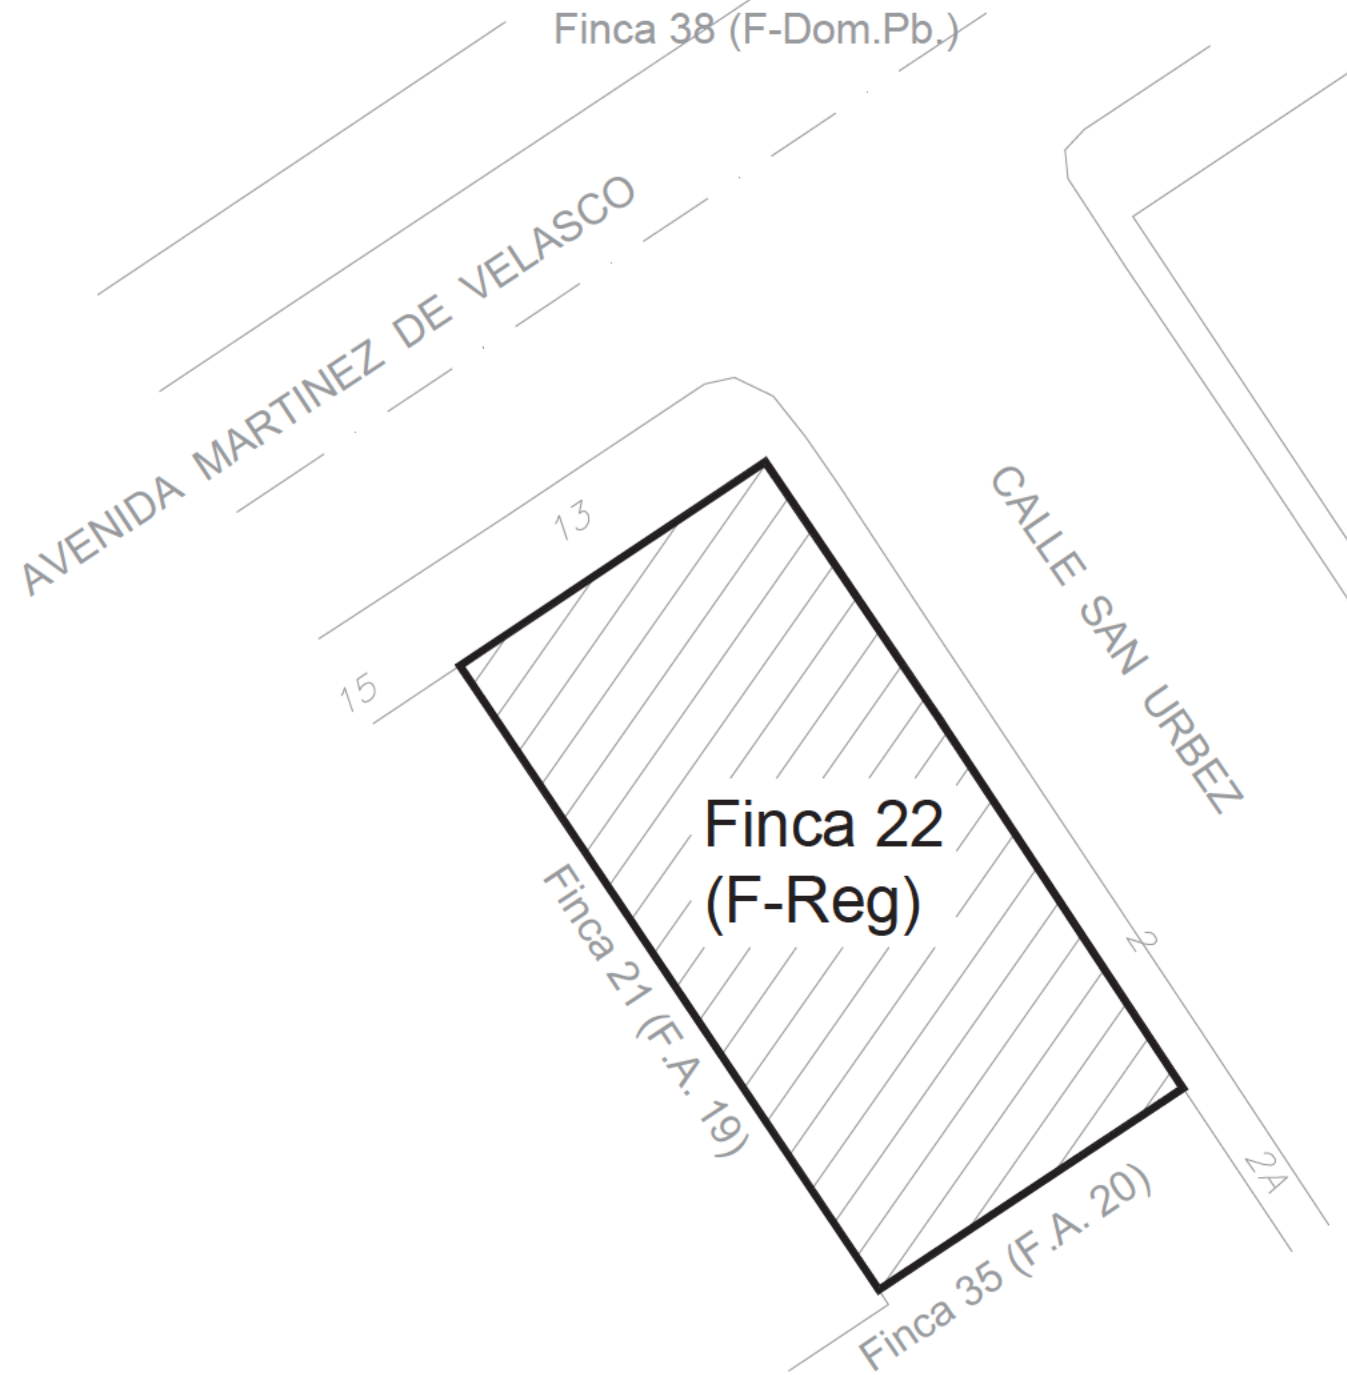 Finca 38 (F-Dom.Pb.)
AVENIDA MARTINEZ DE VELASCO
13
15
CALLE SAN URBEZ
Finca 22
(F-Reg)
Finca 21 (F.A. 19)
2
2A
Finca 35 (F.A. 20)